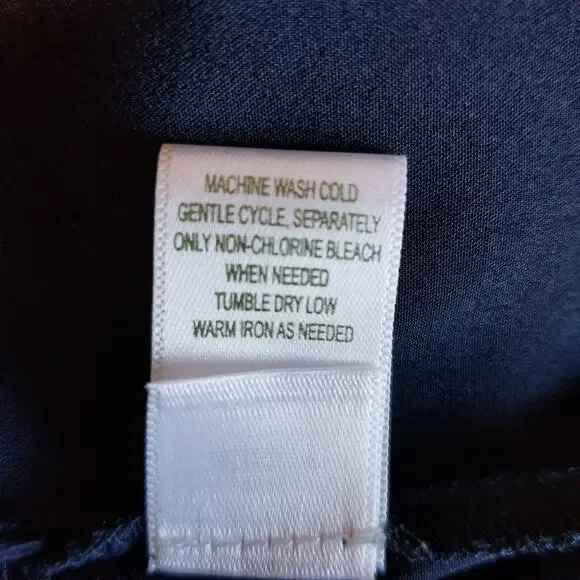 MACHINE WASH COLD
GENTLE CYCLE, SEPARATELY
ONLY NON-CHLORINE BLEACH
WHEN NEEDED
TUMBLE DRY LOW
WARM IRON AS NEEDED